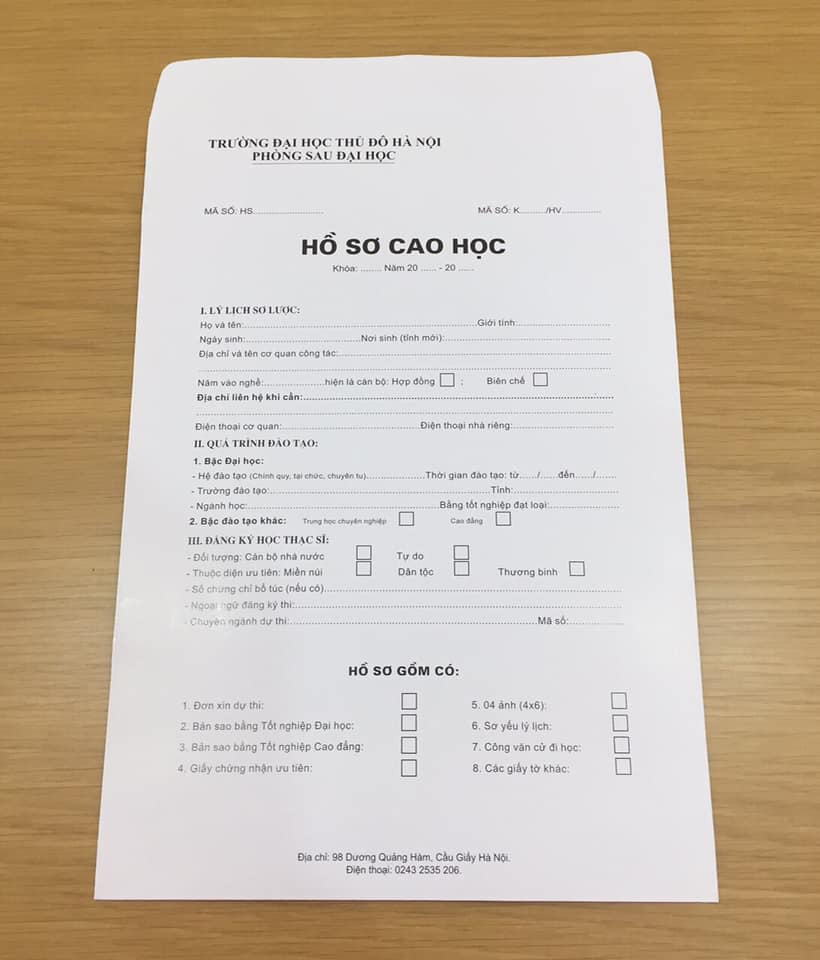 TRƯỜNG ĐẠI HỌC THỦ ĐÔ HÀ NỘI
PHÒNG SAU ĐẠI HỌC
MÃ SỐ: HS........................... MÃ SỐ: K........../HV...............
HỒ SƠ CAO HỌC
Khóa: ........ Năm 20 ...... - 20 ......
I. LÝ LỊCH SƠ LƯỢC:
Họ và tên:..............................Giới tính:..............................
Ngày sinh:..............................Nơi sinh (tỉnh mới):..............................
Địa chỉ và tên cơ quan công tác:..............................
Năm vào nghề:....................hiện là cán bộ: Hợp đồng ☐ ; Biên chế ☐
Địa chỉ liên hệ khi cần:..............................
Điện thoại cơ quan:..............................Điện thoại nhà riêng:..............................
II. QUÁ TRÌNH ĐÀO TẠO:
1. Bậc Đại học:
- Hệ đào tạo (Chính quy, tại chức, chuyên tu)....................Thời gian đào tạo: từ....../......đến....../......
- Trường đào tạo:..............................Tỉnh:..............................
- Ngành học:..............................Bằng tốt nghiệp đạt loại:....................
2. Bậc đào tạo khác: Trung học chuyên nghiệp ☐ Cao đẳng ☐
III. ĐĂNG KÝ HỌC THẠC SĨ:
- Đối tượng: Cán bộ nhà nước ☐ Tự do ☐
- Thuộc diện ưu tiên: Miền núi ☐ Dân tộc ☐ Thương binh ☐
- Số chứng chỉ bổ túc (nếu có)..............................
- Ngoại ngữ đăng ký thi:..............................
- Chuyên ngành dự thi:..............................Mã số:....................
HỒ SƠ GỒM CÓ:
1. Đơn xin dự thi: ☐ 5. 04 ảnh (4x6): ☐
2. Bản sao bằng Tốt nghiệp Đại học: ☐ 6. Sơ yếu lý lịch: ☐
3. Bản sao bằng Tốt nghiệp Cao đẳng: ☐ 7. Công văn cử đi học: ☐
4. Giấy chứng nhận ưu tiên: ☐ 8. Các giấy tờ khác: ☐
Địa chỉ: 98 Dương Quảng Hàm, Cầu Giấy Hà Nội.
Điện thoại: 0243 2535 206.